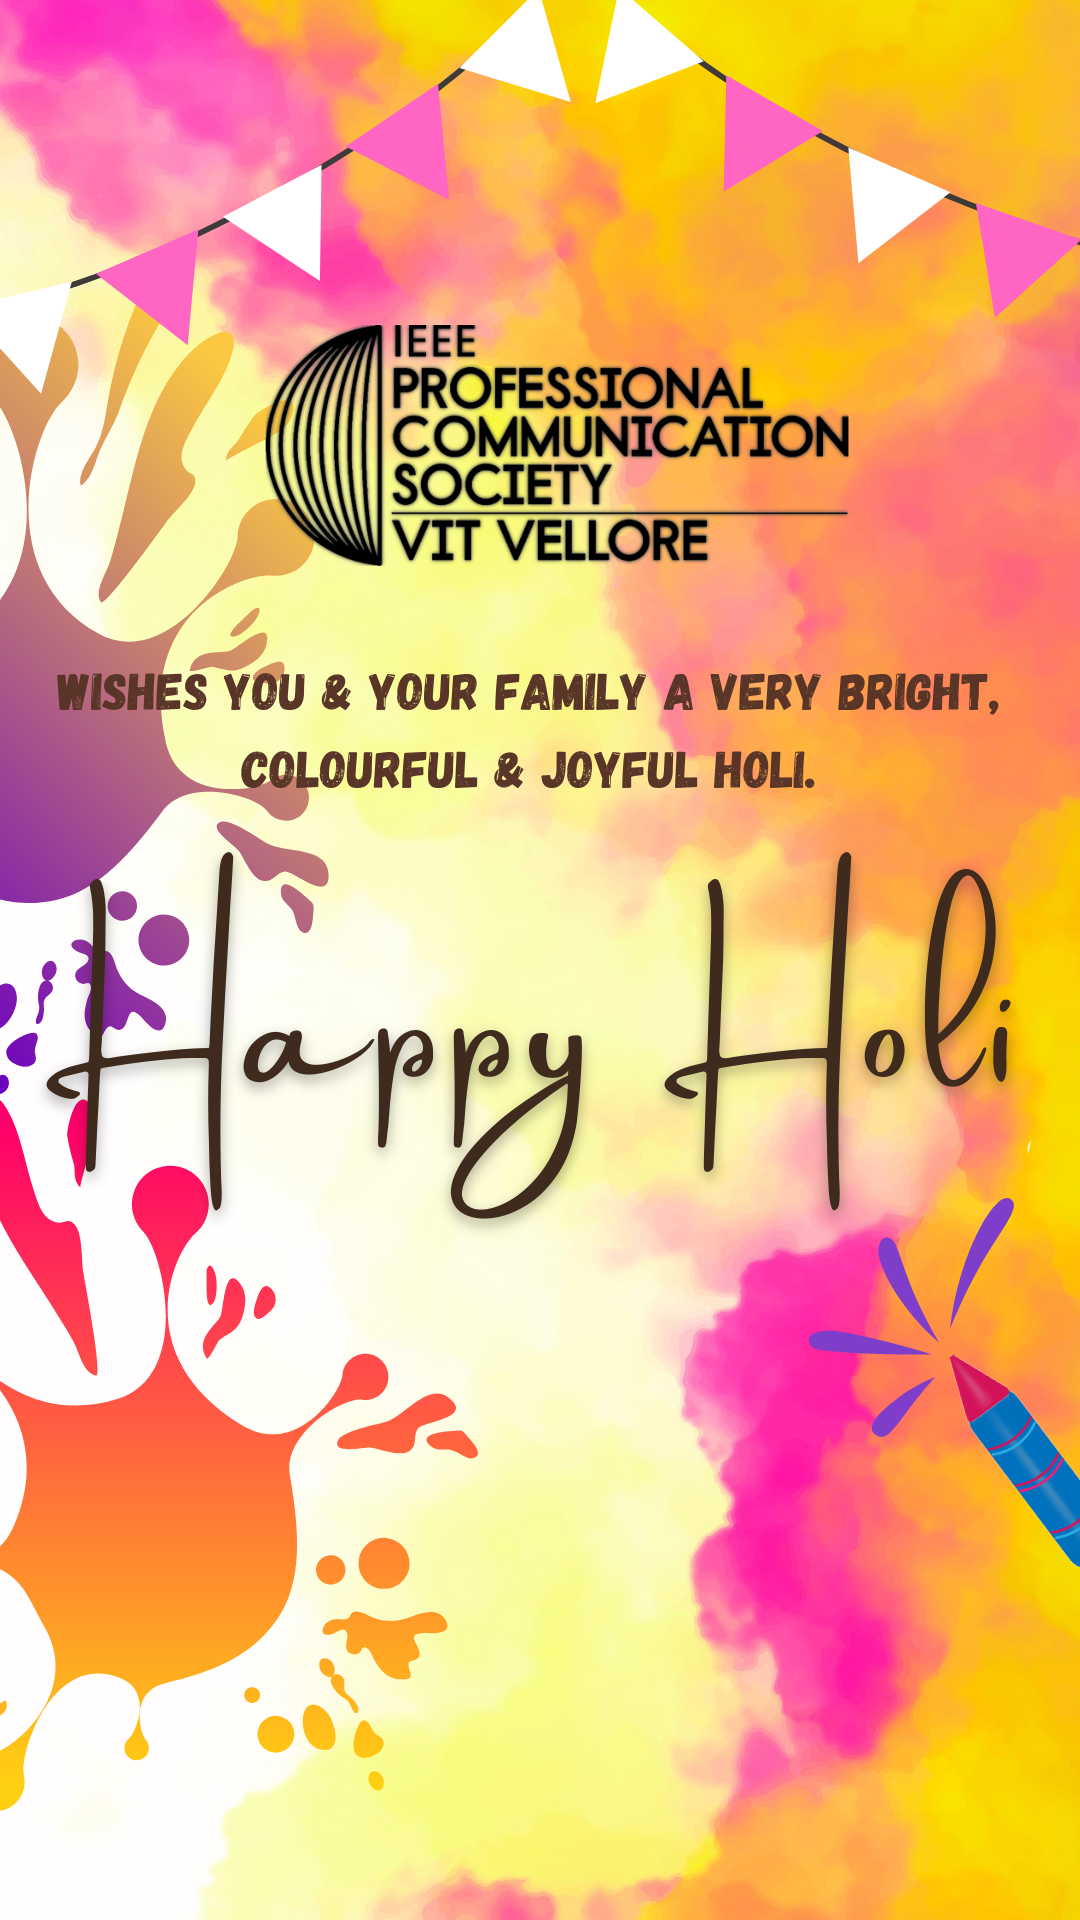 IEEE
PROFESSIONAL
COMMUNICATION
SOCIETY
VIT VELLORE
WISHES YOU & YOUR FAMILY A VERY BRIGHT,
COLOURFUL & JOYFUL HOLI.
Happy Holi